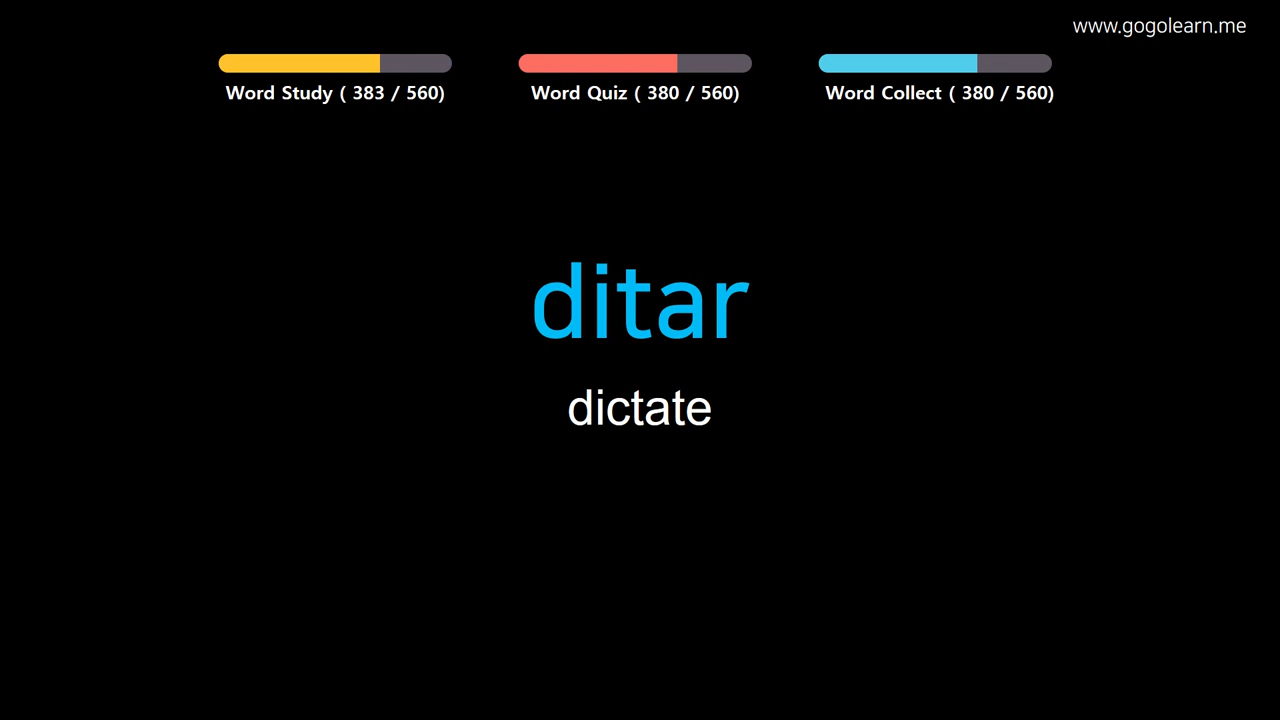 www.gogolearn.me
Word Study ( 383 / 560)
Word Quiz ( 380 / 560)
Word Collect ( 380 / 560)
ditar
dictate